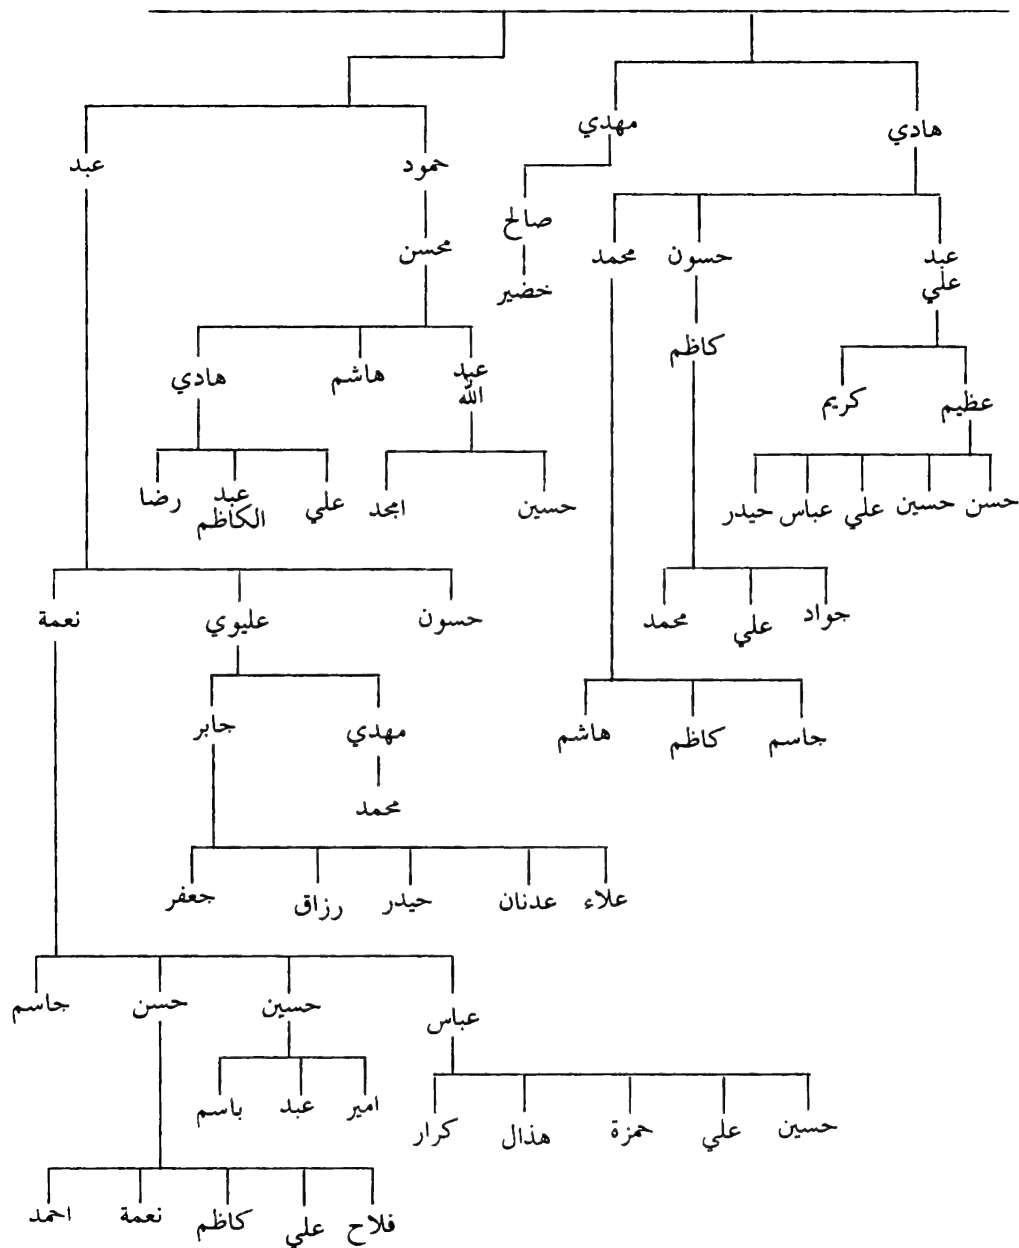 مهدي
هادي
عبد
حمود
صالح
محمد
حسون
عبد
علي
محسن
خضير
كاظم
هادي
هاشم
عبد
الله
كريم
عظيم
رضا
عبد
الكاظم
علي
امجد
حسين
حيدر
عباس
علي
حسين
حسن
نعمة
عليوي
حسون
محمد
علي
جواد
جابر
مهدي
هاشم
كاظم
جاسم
محمد
جعفر
رزاق
حيدر
عدنان
علاء
جاسم
حسن
حسين
عباس
باسم
عبد
امير
كرار
هذال
حمزة
علي
حسين
احمد
نعمة
كاظم
علي
فلاح